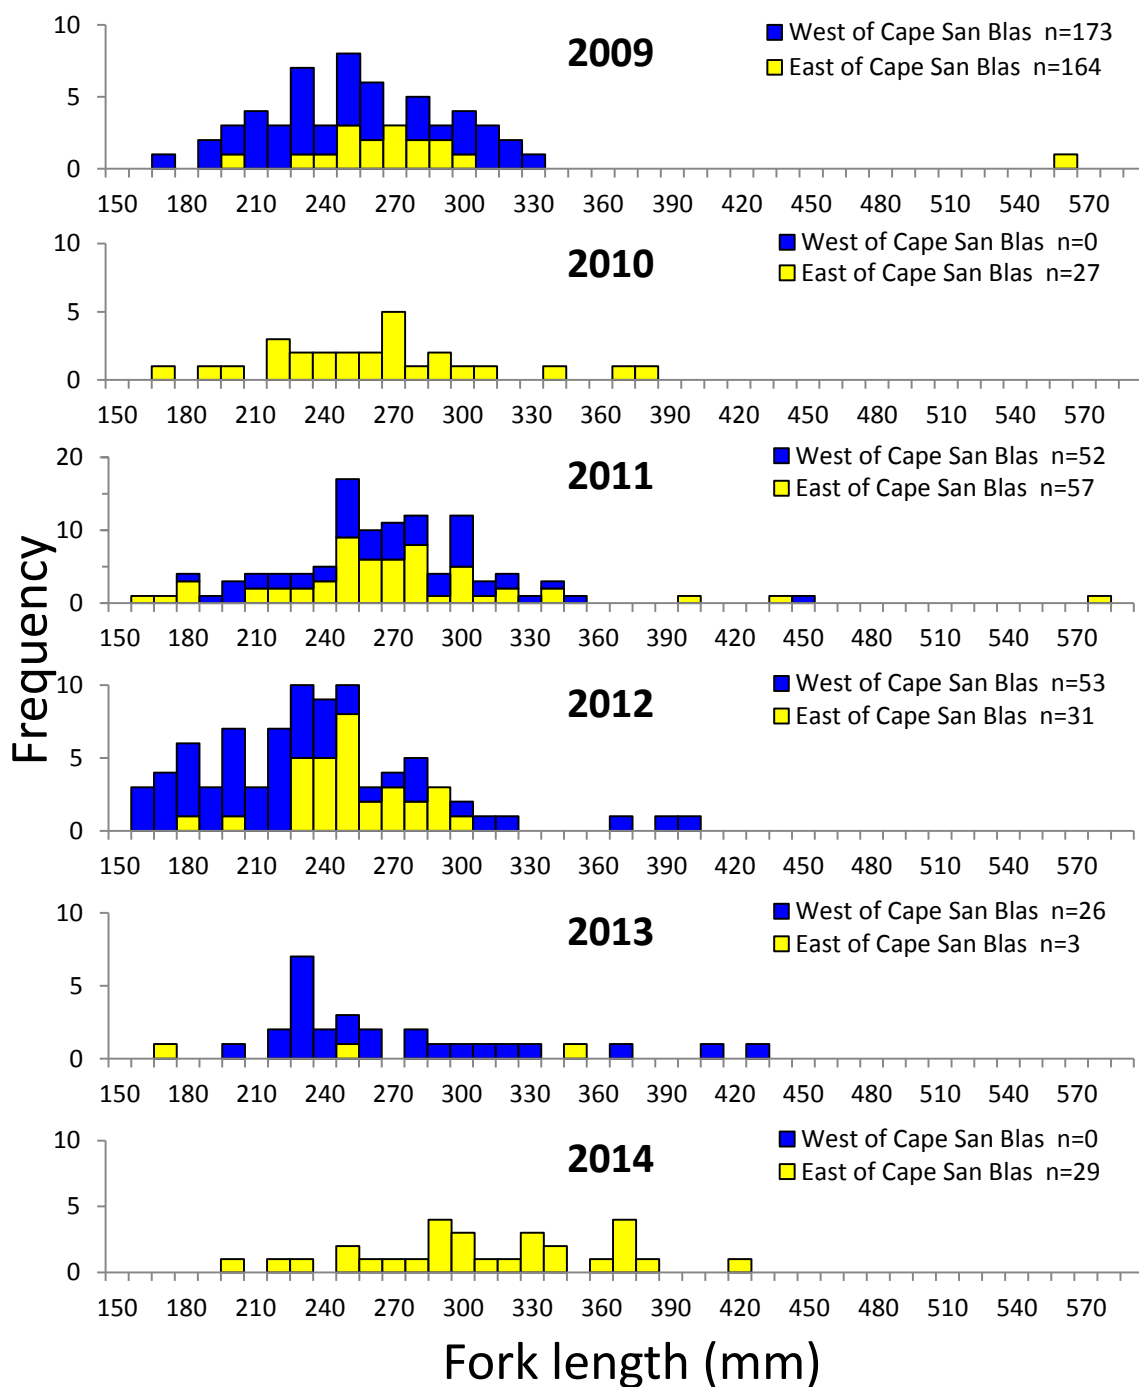 10
5
0
2009
West of Cape San Blas n=173
East of Cape San Blas n=164
150 180 210 240 270 300 330 360 390 420 450 480 510 540 570
10
5
0
2010
West of Cape San Blas n=0
East of Cape San Blas n=27
150 180 210 240 270 300 330 360 390 420 450 480 510 540 570
20
10
0
2011
West of Cape San Blas n=52
East of Cape San Blas n=57
150 180 210 240 270 300 330 360 390 420 450 480 510 540 570
Frequency
10
5
0
2012
West of Cape San Blas n=53
East of Cape San Blas n=31
150 180 210 240 270 300 330 360 390 420 450 480 510 540 570
10
5
0
2013
West of Cape San Blas n=26
East of Cape San Blas n=3
150 180 210 240 270 300 330 360 390 420 450 480 510 540 570
10
5
0
2014
West of Cape San Blas n=0
East of Cape San Blas n=29
150 180 210 240 270 300 330 360 390 420 450 480 510 540 570
Fork length (mm)